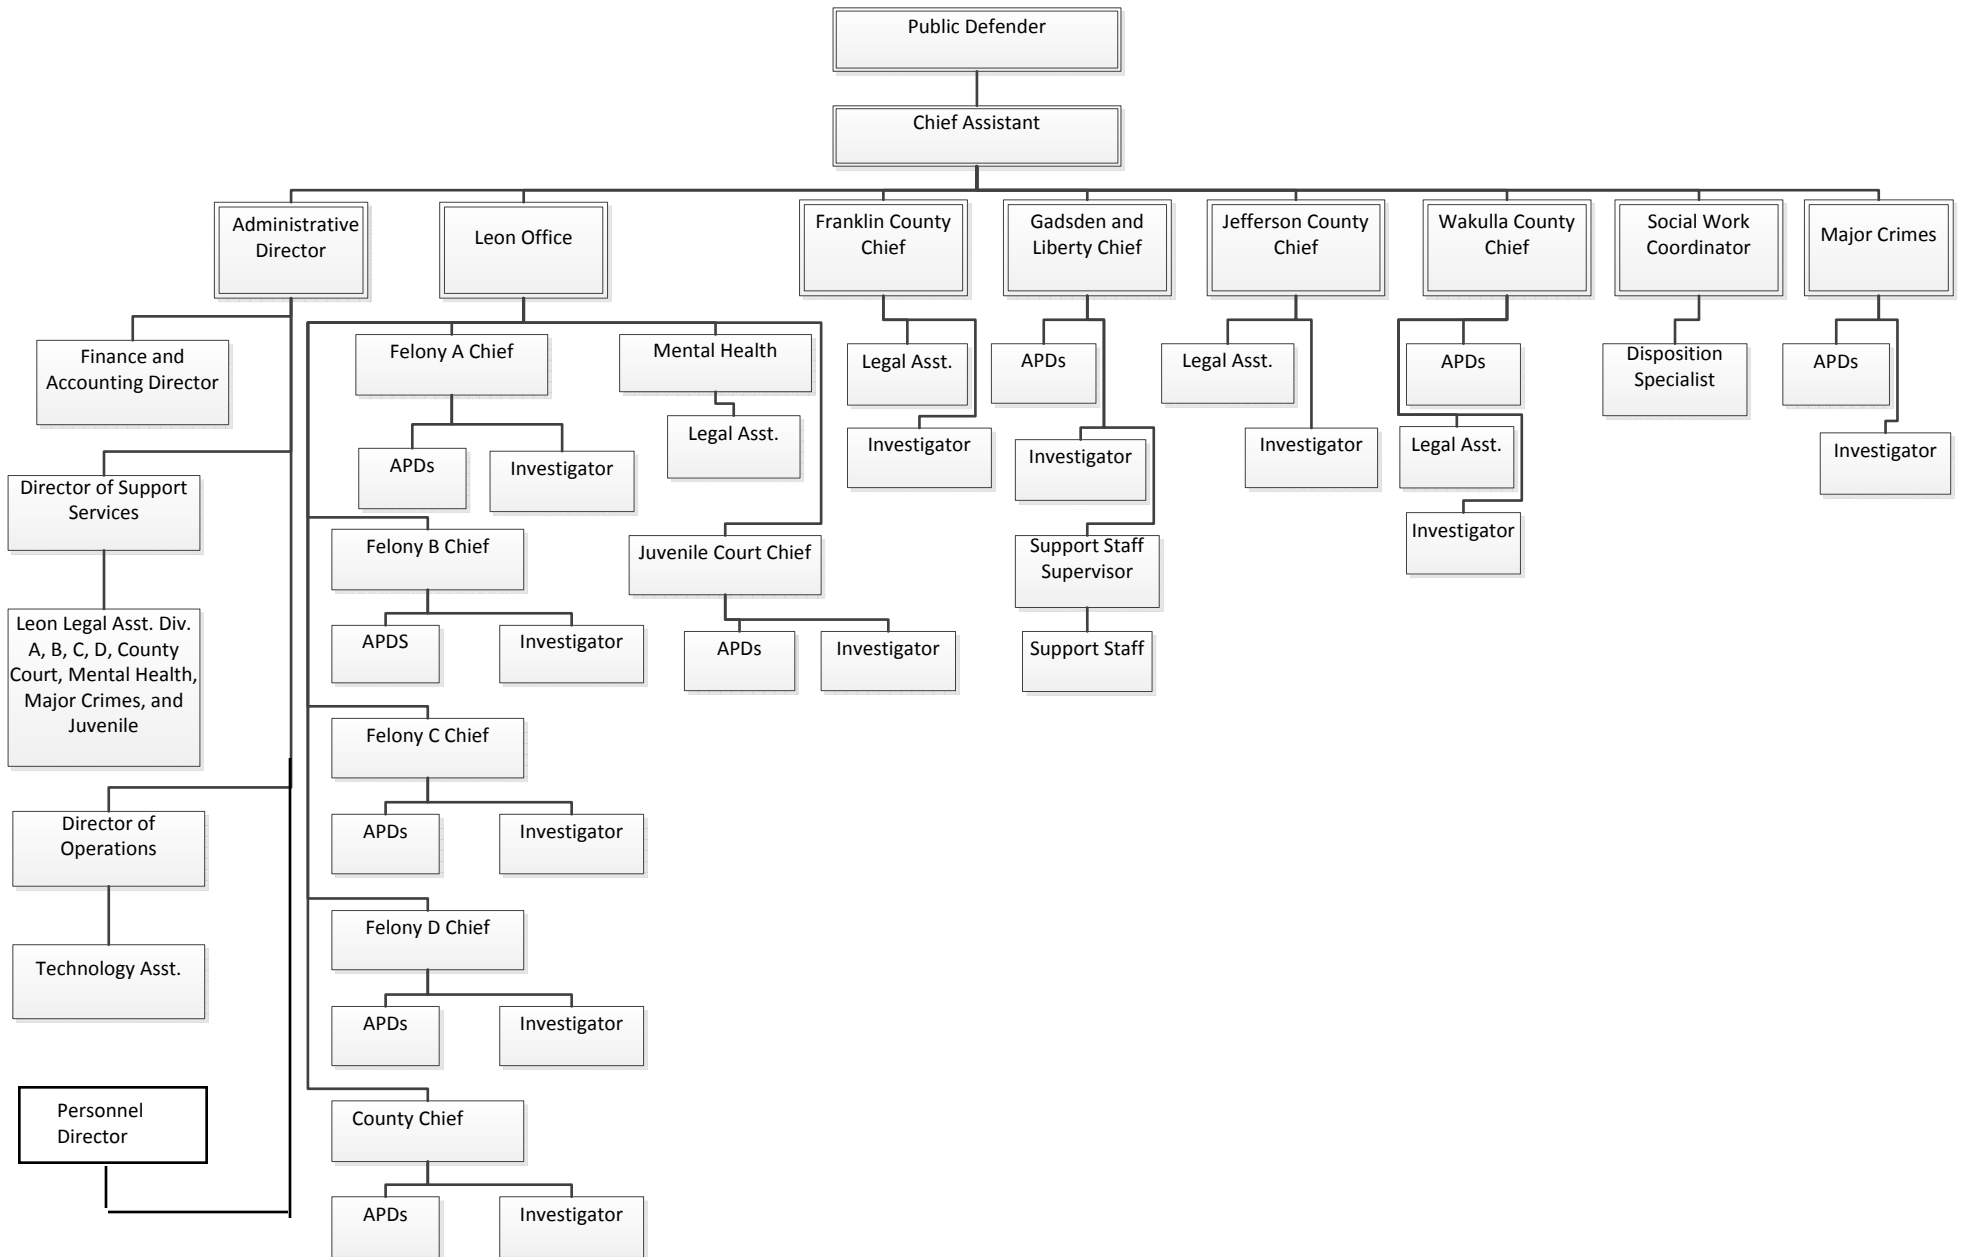 Public Defender
Chief Assistant
Administrative
Director
Leon Office
Franklin County
Chief
Gadsden and
Liberty Chief
Jefferson County
Chief
Wakulla County
Chief
Social Work
Coordinator
Major Crimes
Finance and
Accounting Director
Director of Support
Services
Leon Legal Asst. Div.
A, B, C, D, County
Court, Mental Health,
Major Crimes, and
Juvenile
Director of
Operations
Technology Asst.
Personnel
Director
Felony A Chief
APDs
Investigator
Felony B Chief
APDS
Investigator
Felony C Chief
APDs
Investigator
Felony D Chief
APDs
Investigator
County Chief
APDs
Investigator
Mental Health
Legal Asst.
Juvenile Court Chief
APDs
Investigator
Legal Asst.
Investigator
APDs
Investigator
Support Staff
Supervisor
Support Staff
Legal Asst.
Investigator
APDs
Legal Asst.
Investigator
Disposition
Specialist
APDs
Investigator